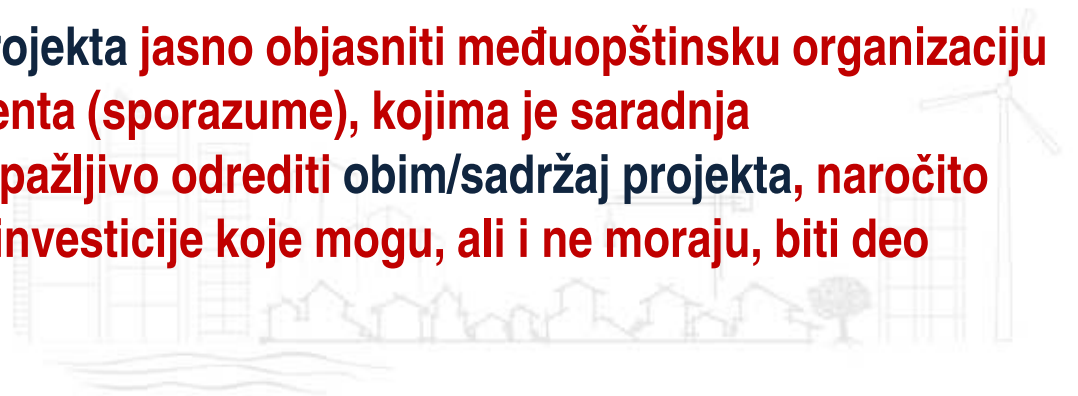 rojekta jasno objasniti međuopštinsku organizaciju
enta (sporazume), kojima je saradnja
pažljivo odrediti obim/sadržaj projekta, naročito
investicije koje mogu, ali i ne moraju, biti deo